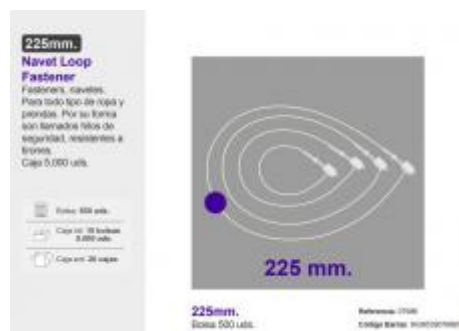 225mm.
Navet Loop
Fastener
Fasteners, navetes.
Para todo tipo de ropa y
prendas. Por su forma
son llamados hilos de
seguridad, resistentes a
tirones.
Caja 5.000 uds.
Bolsa: 500 uds.
Caja int: 10 bolsas
5.000 uds.
Caja ext: 20 cajas
225 mm.
225mm.
Bolsa 500 uds.
Referencia:
Código Barras: